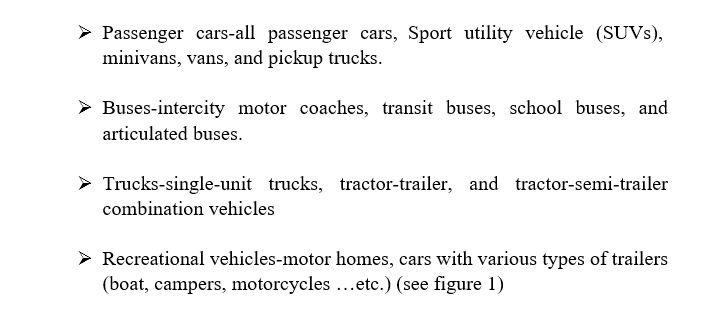 ➢ Passenger cars-all passenger cars, Sport utility vehicle (SUVs),
minivans, vans, and pickup trucks.
➢ Buses-intercity motor coaches, transit buses, school buses, and
articulated buses.
➢ Trucks-single-unit trucks, tractor-trailer, and tractor-semi-trailer
combination vehicles
➢ Recreational vehicles-motor homes, cars with various types of trailers
(boat, campers, motorcycles …etc.) (see figure 1)